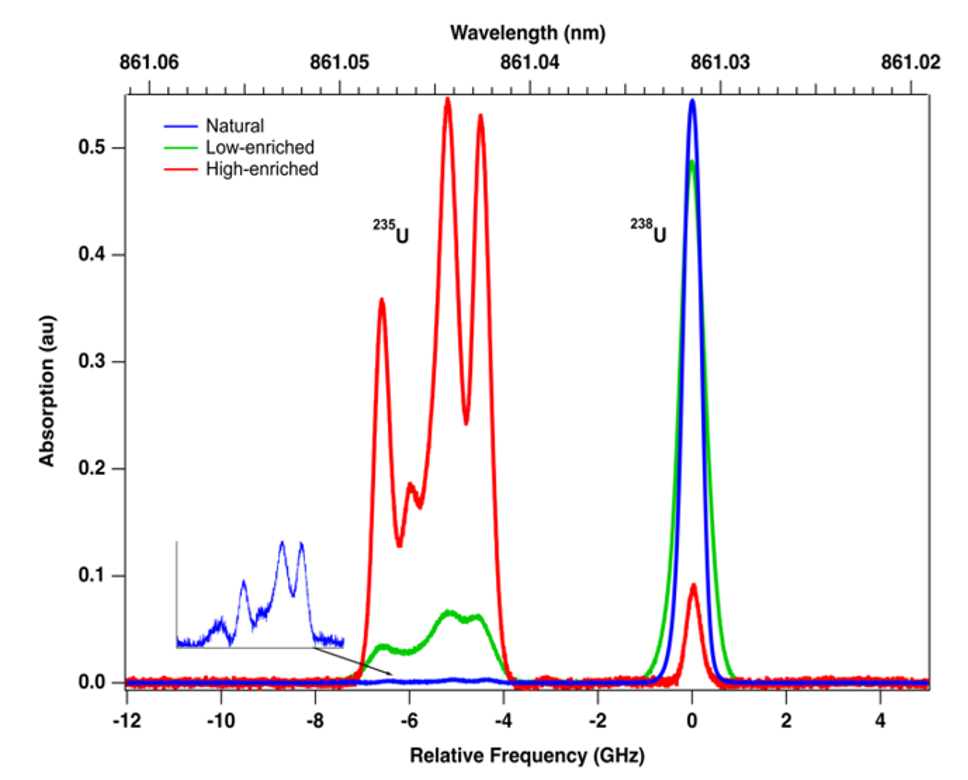 Wavelength (nm)
861.06 861.05 861.04 861.03 861.02
Natural
Low-enriched
High-enriched
0.5
²³⁵U ²³⁸U
0.4
0.3
0.2
0.1
0.0
Absorption (au)
-12 -10 -8 -6 -4 -2 0 2 4
Relative Frequency (GHz)